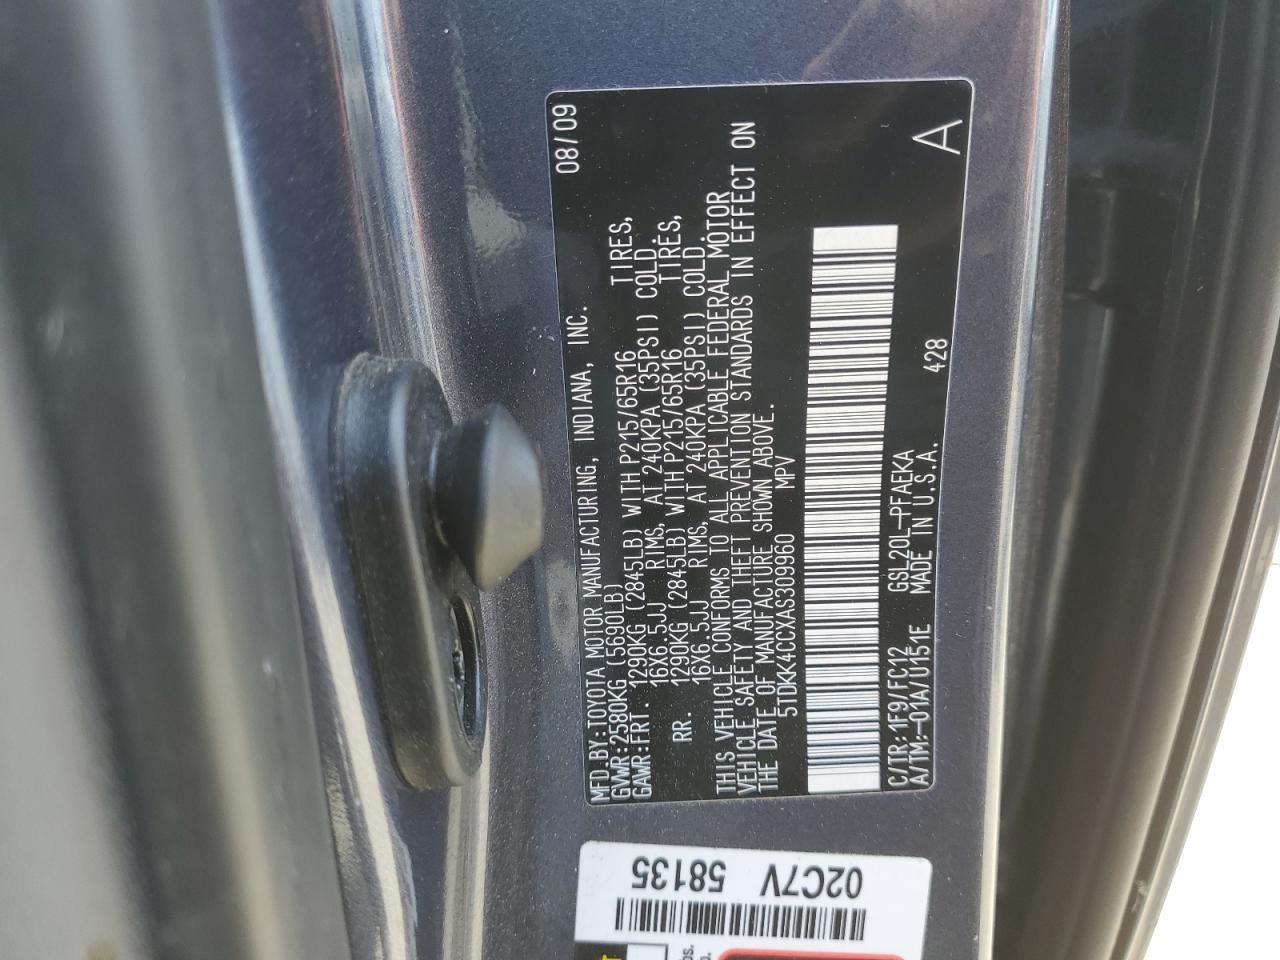 MFD.BY:TOYOTA MOTOR MANUFACTURING, INDIANA, INC. 08/09
GVWR:2580KG (5690LB)
GAWR:FRT. 1290KG (2845LB) WITH P215/65R16 TIRES,
16X6.5JJ RIMS, AT 240KPA (35PSI) COLD.
RR. 1290KG (2845LB) WITH P215/65R16 TIRES,
16X6.5JJ RIMS, AT 240KPA (35PSI) COLD.
THIS VEHICLE CONFORMS TO ALL APPLICABLE FEDERAL MOTOR
VEHICLE SAFETY AND THEFT PREVENTION STANDARDS IN EFFECT ON
THE DATE OF MANUFACTURE SHOWN ABOVE.
5TDKK4CCXAS309960 MPV
C/TR:1F9/FC12 GSL20L-PFAEKA 428
A/TM:-01A/U151E MADE IN U.S.A. A
02C7V
58135